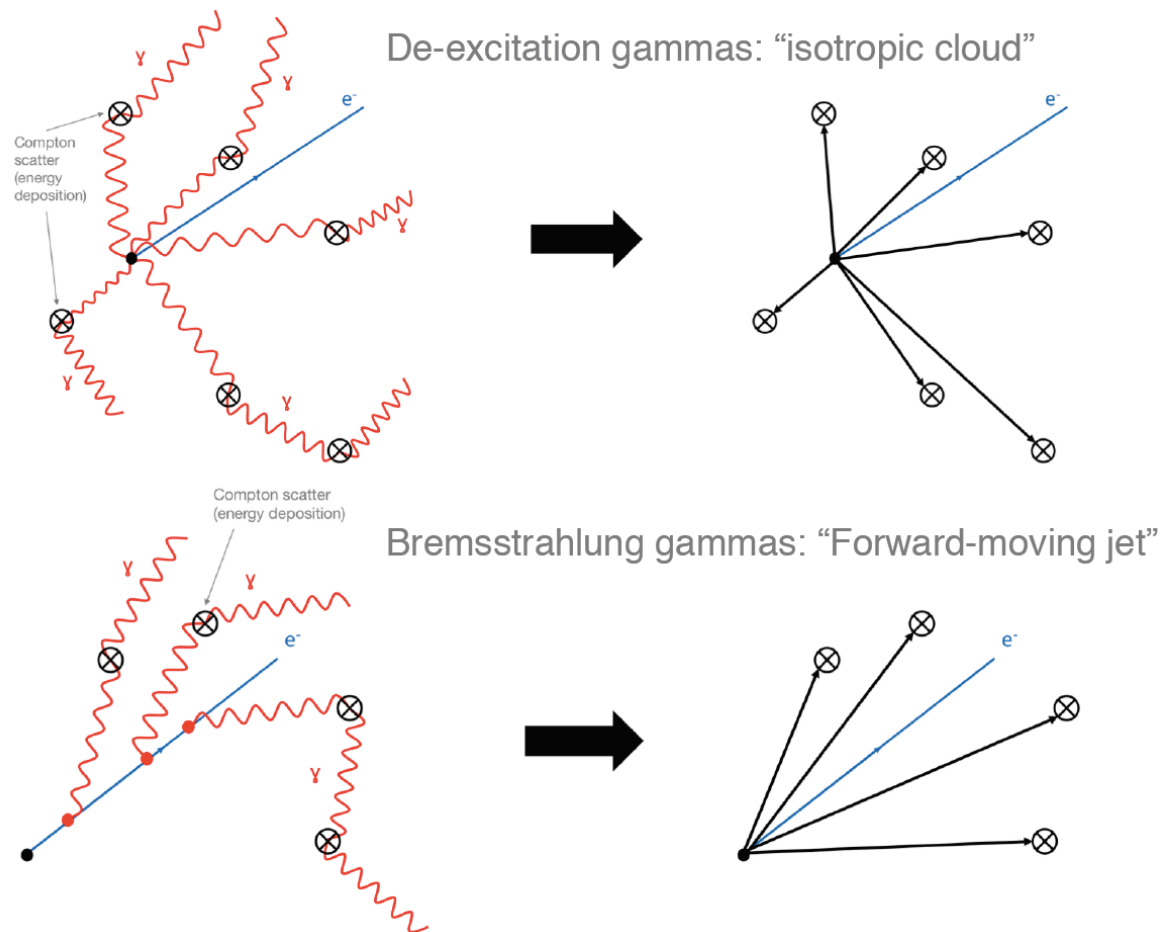 De-excitation gammas: “isotropic cloud”
γ
γ
e-
e-
Compton
scatter
(energy
deposition)
γ
γ
γ
Compton scatter
(energy deposition)
Bremsstrahlung gammas: “Forward-moving jet”
γ
γ
e-
e-
γ